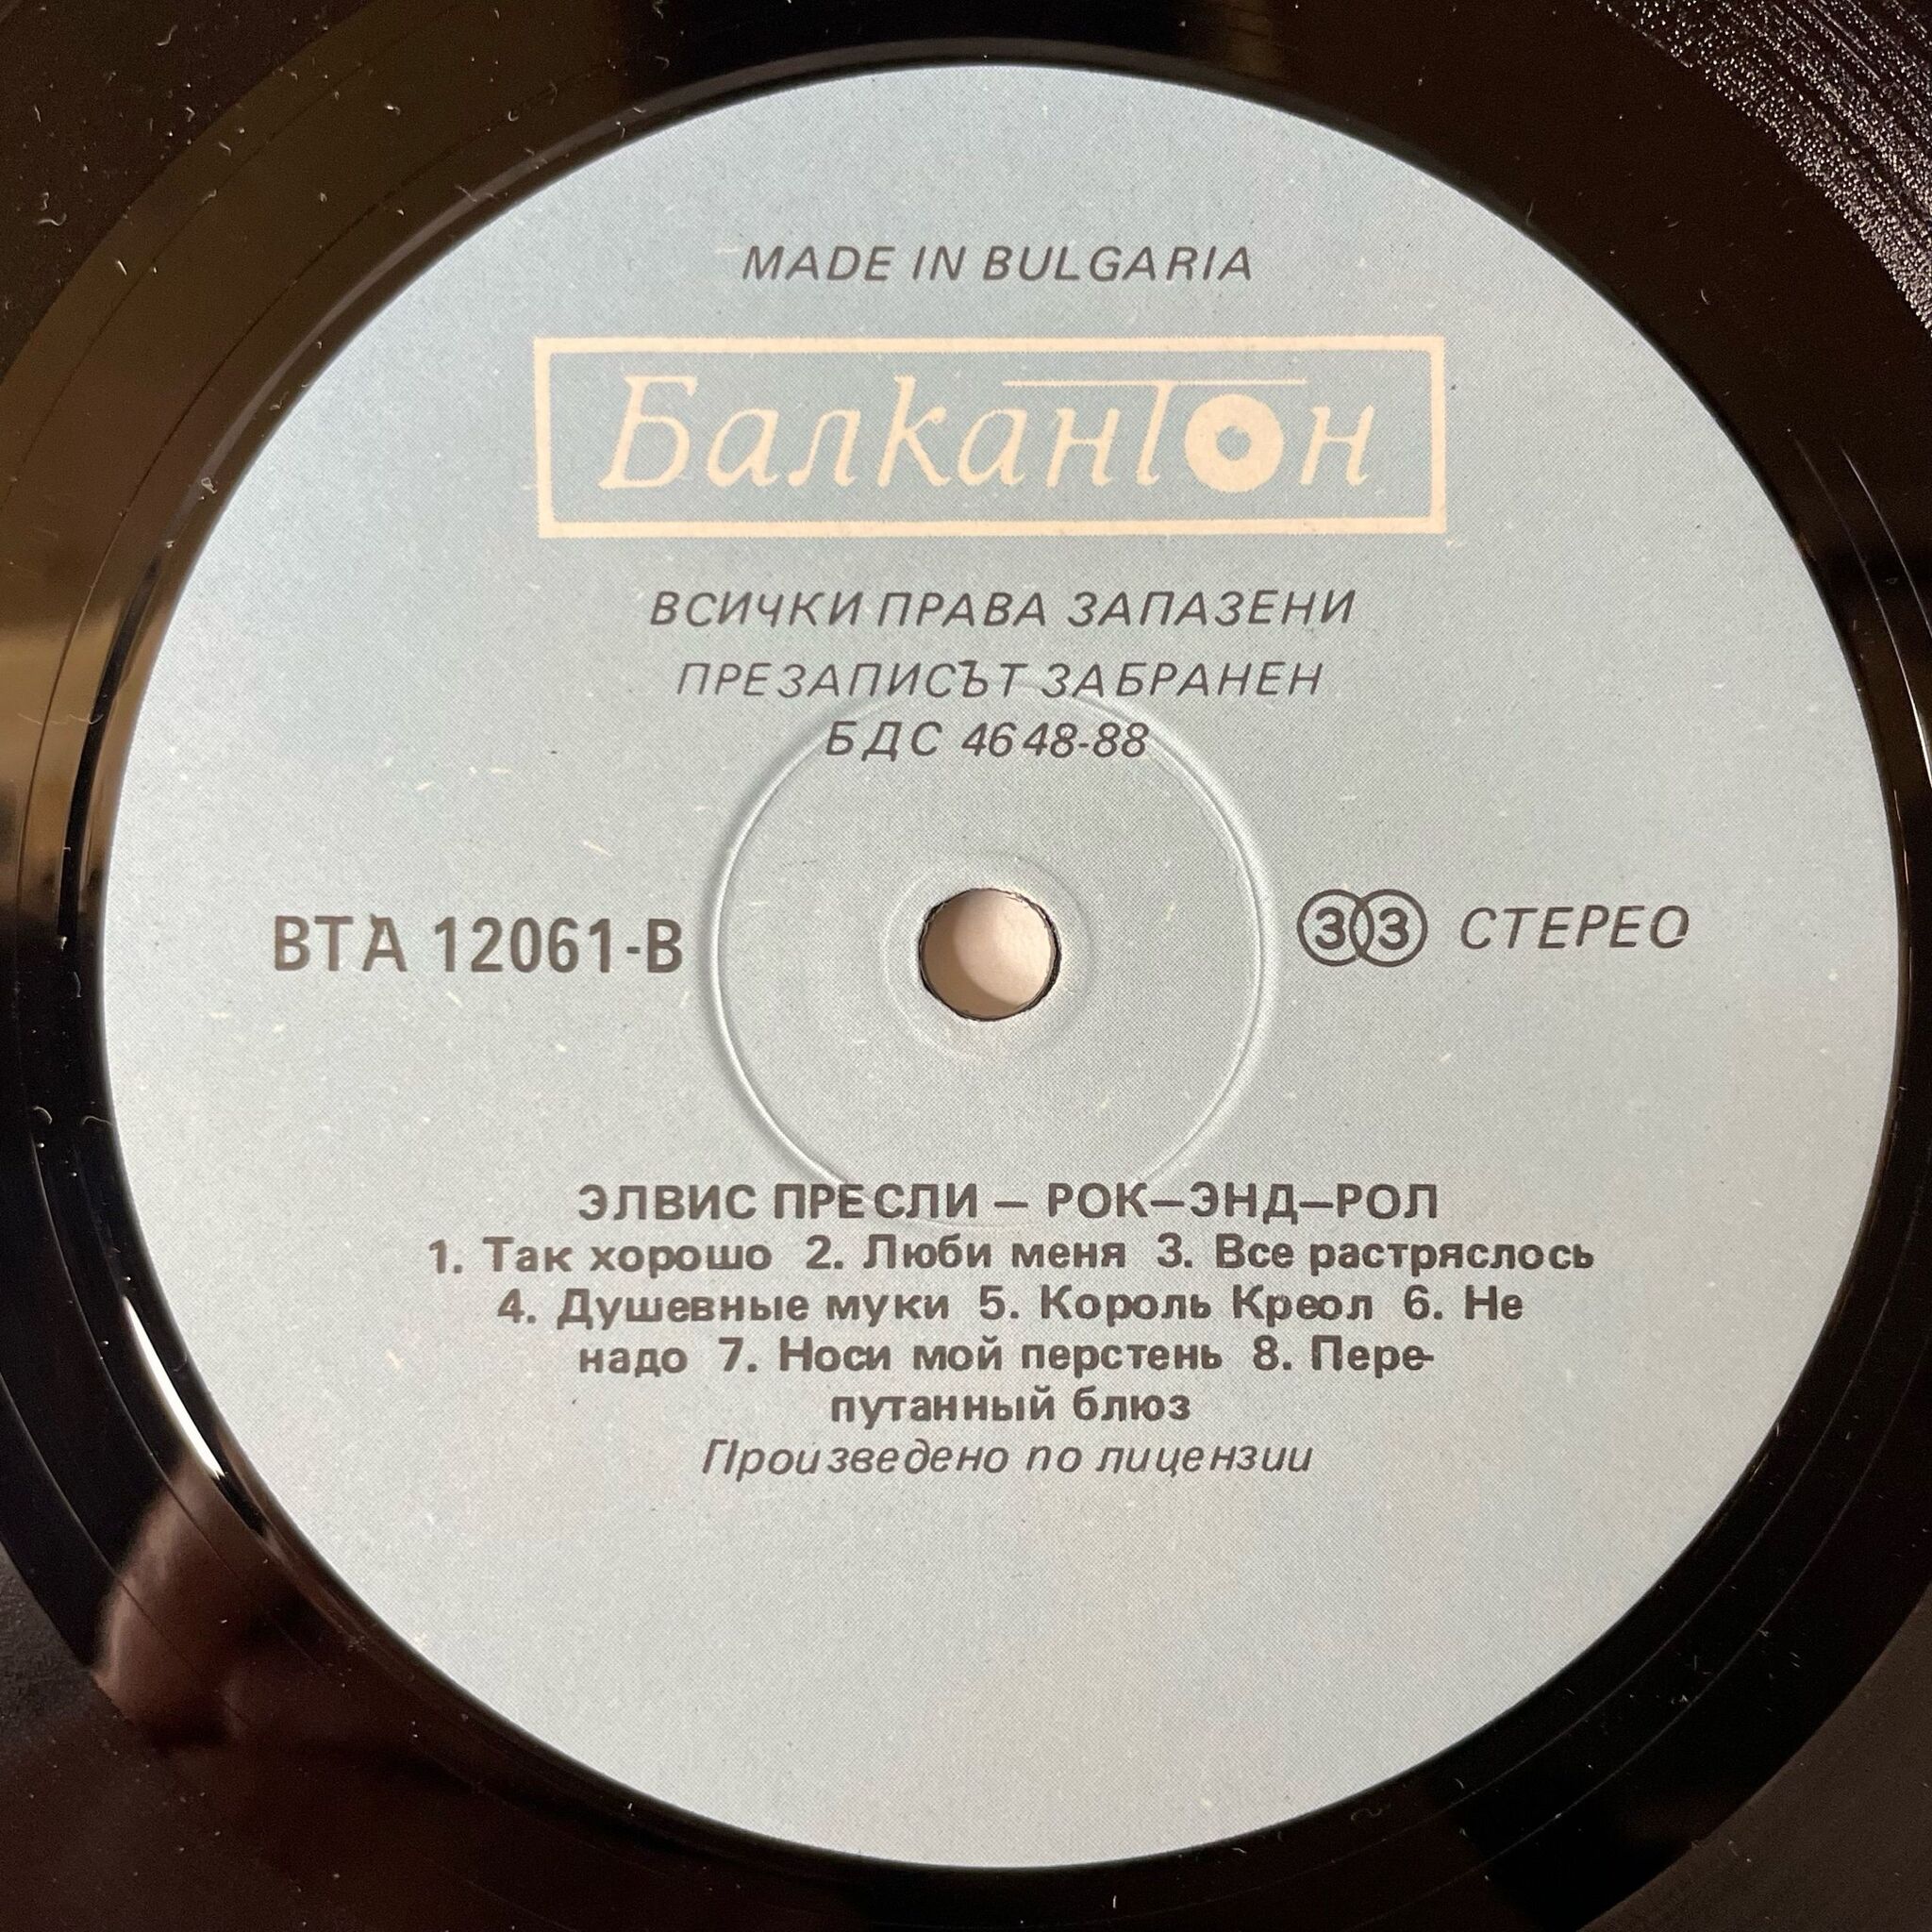 MADE IN BULGARIA
Балкантон
ВСИЧКИ ПРАВА ЗАПАЗЕНИ
ПРЕЗАПИСЪТ ЗАБРАНЕН
БДС 4648-88
ВТА 12061-В
33 СТЕРЕО
ЭЛВИС ПРЕСЛИ — РОК—ЭНД—РОЛ
1. Так хорошо 2. Люби меня 3. Все растряслось
4. Душевные муки 5. Король Креол 6. Не
надо 7. Носи мой перстень 8. Пере-
путанный блюз
Произведено по лицензии